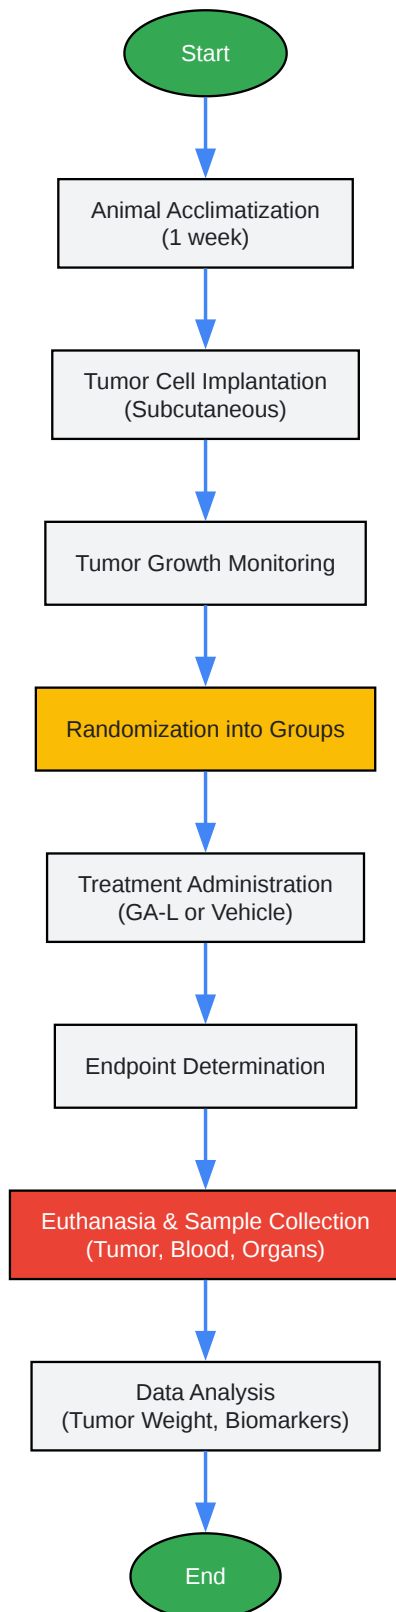 Start
Animal Acclimatization
(1 week)
Tumor Cell Implantation
(Subcutaneous)
Tumor Growth Monitoring
Randomization into Groups
Treatment Administration
(GA-L or Vehicle)
Endpoint Determination
Euthanasia & Sample Collection
(Tumor, Blood, Organs)
Data Analysis
(Tumor Weight, Biomarkers)
End